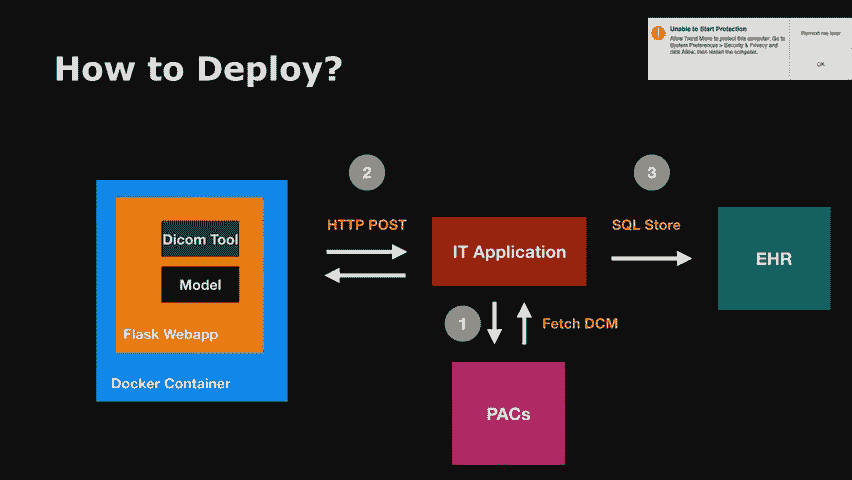 How to Deploy?
Unable to Start Protection
Allow Trend Micro to protect this computer. Go to
System Preferences > Security & Privacy and
click Allow, then restart the computer.
OK
2
3
HTTP POST
SQL Store
Dicom Tool
IT Application
EHR
Model
1
Fetch DCM
Flask Webapp
Docker Container
PACs